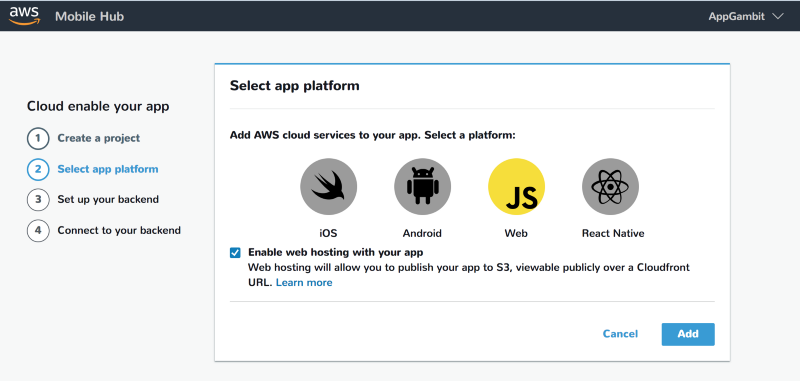 aws Mobile Hub AppGambit
Select app platform
Cloud enable your app
1 Create a project
2 Select app platform
3 Set up your backend
4 Connect to your backend
Add AWS cloud services to your app. Select a platform:
JS
iOS Android Web React Native
Enable web hosting with your app
Web hosting will allow you to publish your app to S3, viewable publicly over a Cloudfront
URL. Learn more
Cancel Add